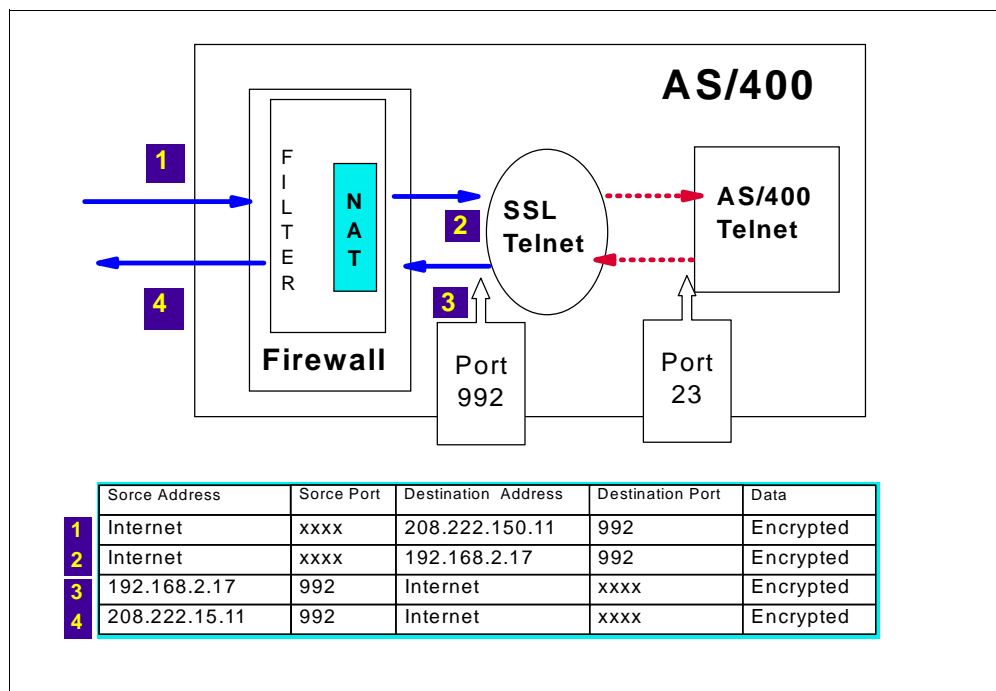 AS/400
1
FILTER
NAT
2
SSL
Telnet
AS/400
Telnet
4
3
Firewall
Port
992
Port
23
Sorce Address Sorce Port Destination Address Destination Port Data
1 Internet xxxx 208.222.150.11 992 Encrypted
2 Internet xxxx 192.168.2.17 992 Encrypted
3 192.168.2.17 992 Internet xxxx Encrypted
4 208.222.15.11 992 Internet xxxx Encrypted